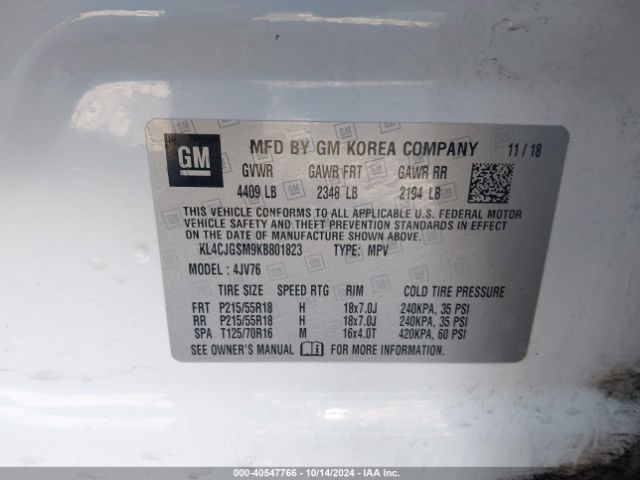 GM
MFD BY GM KOREA COMPANY 11/18
GVWR GAWR FRT GAWR RR
4409 LB 2348 LB 2194 LB
THIS VEHICLE CONFORMS TO ALL APPLICABLE U.S. FEDERAL MOTOR
VEHICLE SAFETY AND THEFT PREVENTION STANDARDS IN EFFECT
ON THE DATE OF MANUFACTURE SHOWN ABOVE.
KL4CJGSM9KB801823 TYPE: MPV
MODEL: 4JV76
TIRE SIZE SPEED RTG RIM COLD TIRE PRESSURE
FRT P215/55R18 H 18x7.0J 240KPA, 35 PSI
RR P215/55R18 H 18x7.0J 240KPA, 35 PSI
SPA T125/70R16 M 16x4.0T 420KPA, 60 PSI
SEE OWNER'S MANUAL FOR MORE INFORMATION.
000-40547766 - 10/14/2024 - IAA Inc.